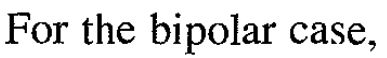 For the bipolar case,